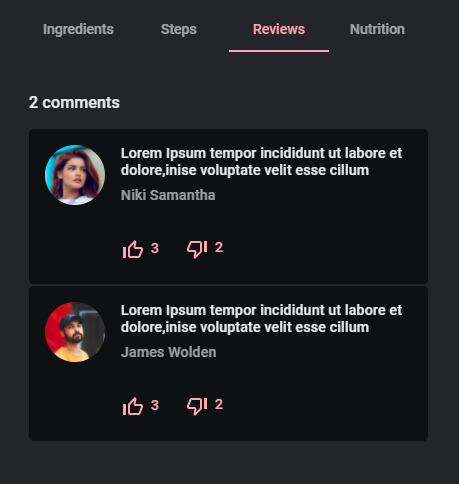 Ingredients Steps Reviews Nutrition
2 comments
Lorem Ipsum tempor incididunt ut labore et
dolore,inise voluptate velit esse cillum
Niki Samantha
3 2
Lorem Ipsum tempor incididunt ut labore et
dolore,inise voluptate velit esse cillum
James Wolden
3 2